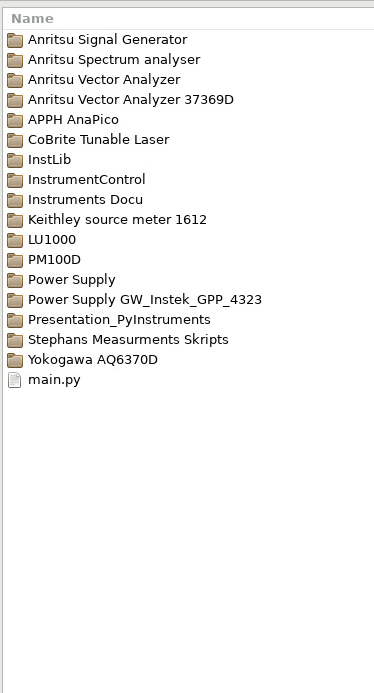 Name
Anritsu Signal Generator
Anritsu Spectrum analyser
Anritsu Vector Analyzer
Anritsu Vector Analyzer 37369D
APPH AnaPico
CoBrite Tunable Laser
InstLib
InstrumentControl
Instruments Docu
Keithley source meter 1612
LU1000
PM100D
Power Supply
Power Supply GW_Instek_GPP_4323
Presentation_PyInstruments
Stephans Measurments Skripts
Yokogawa AQ6370D
main.py